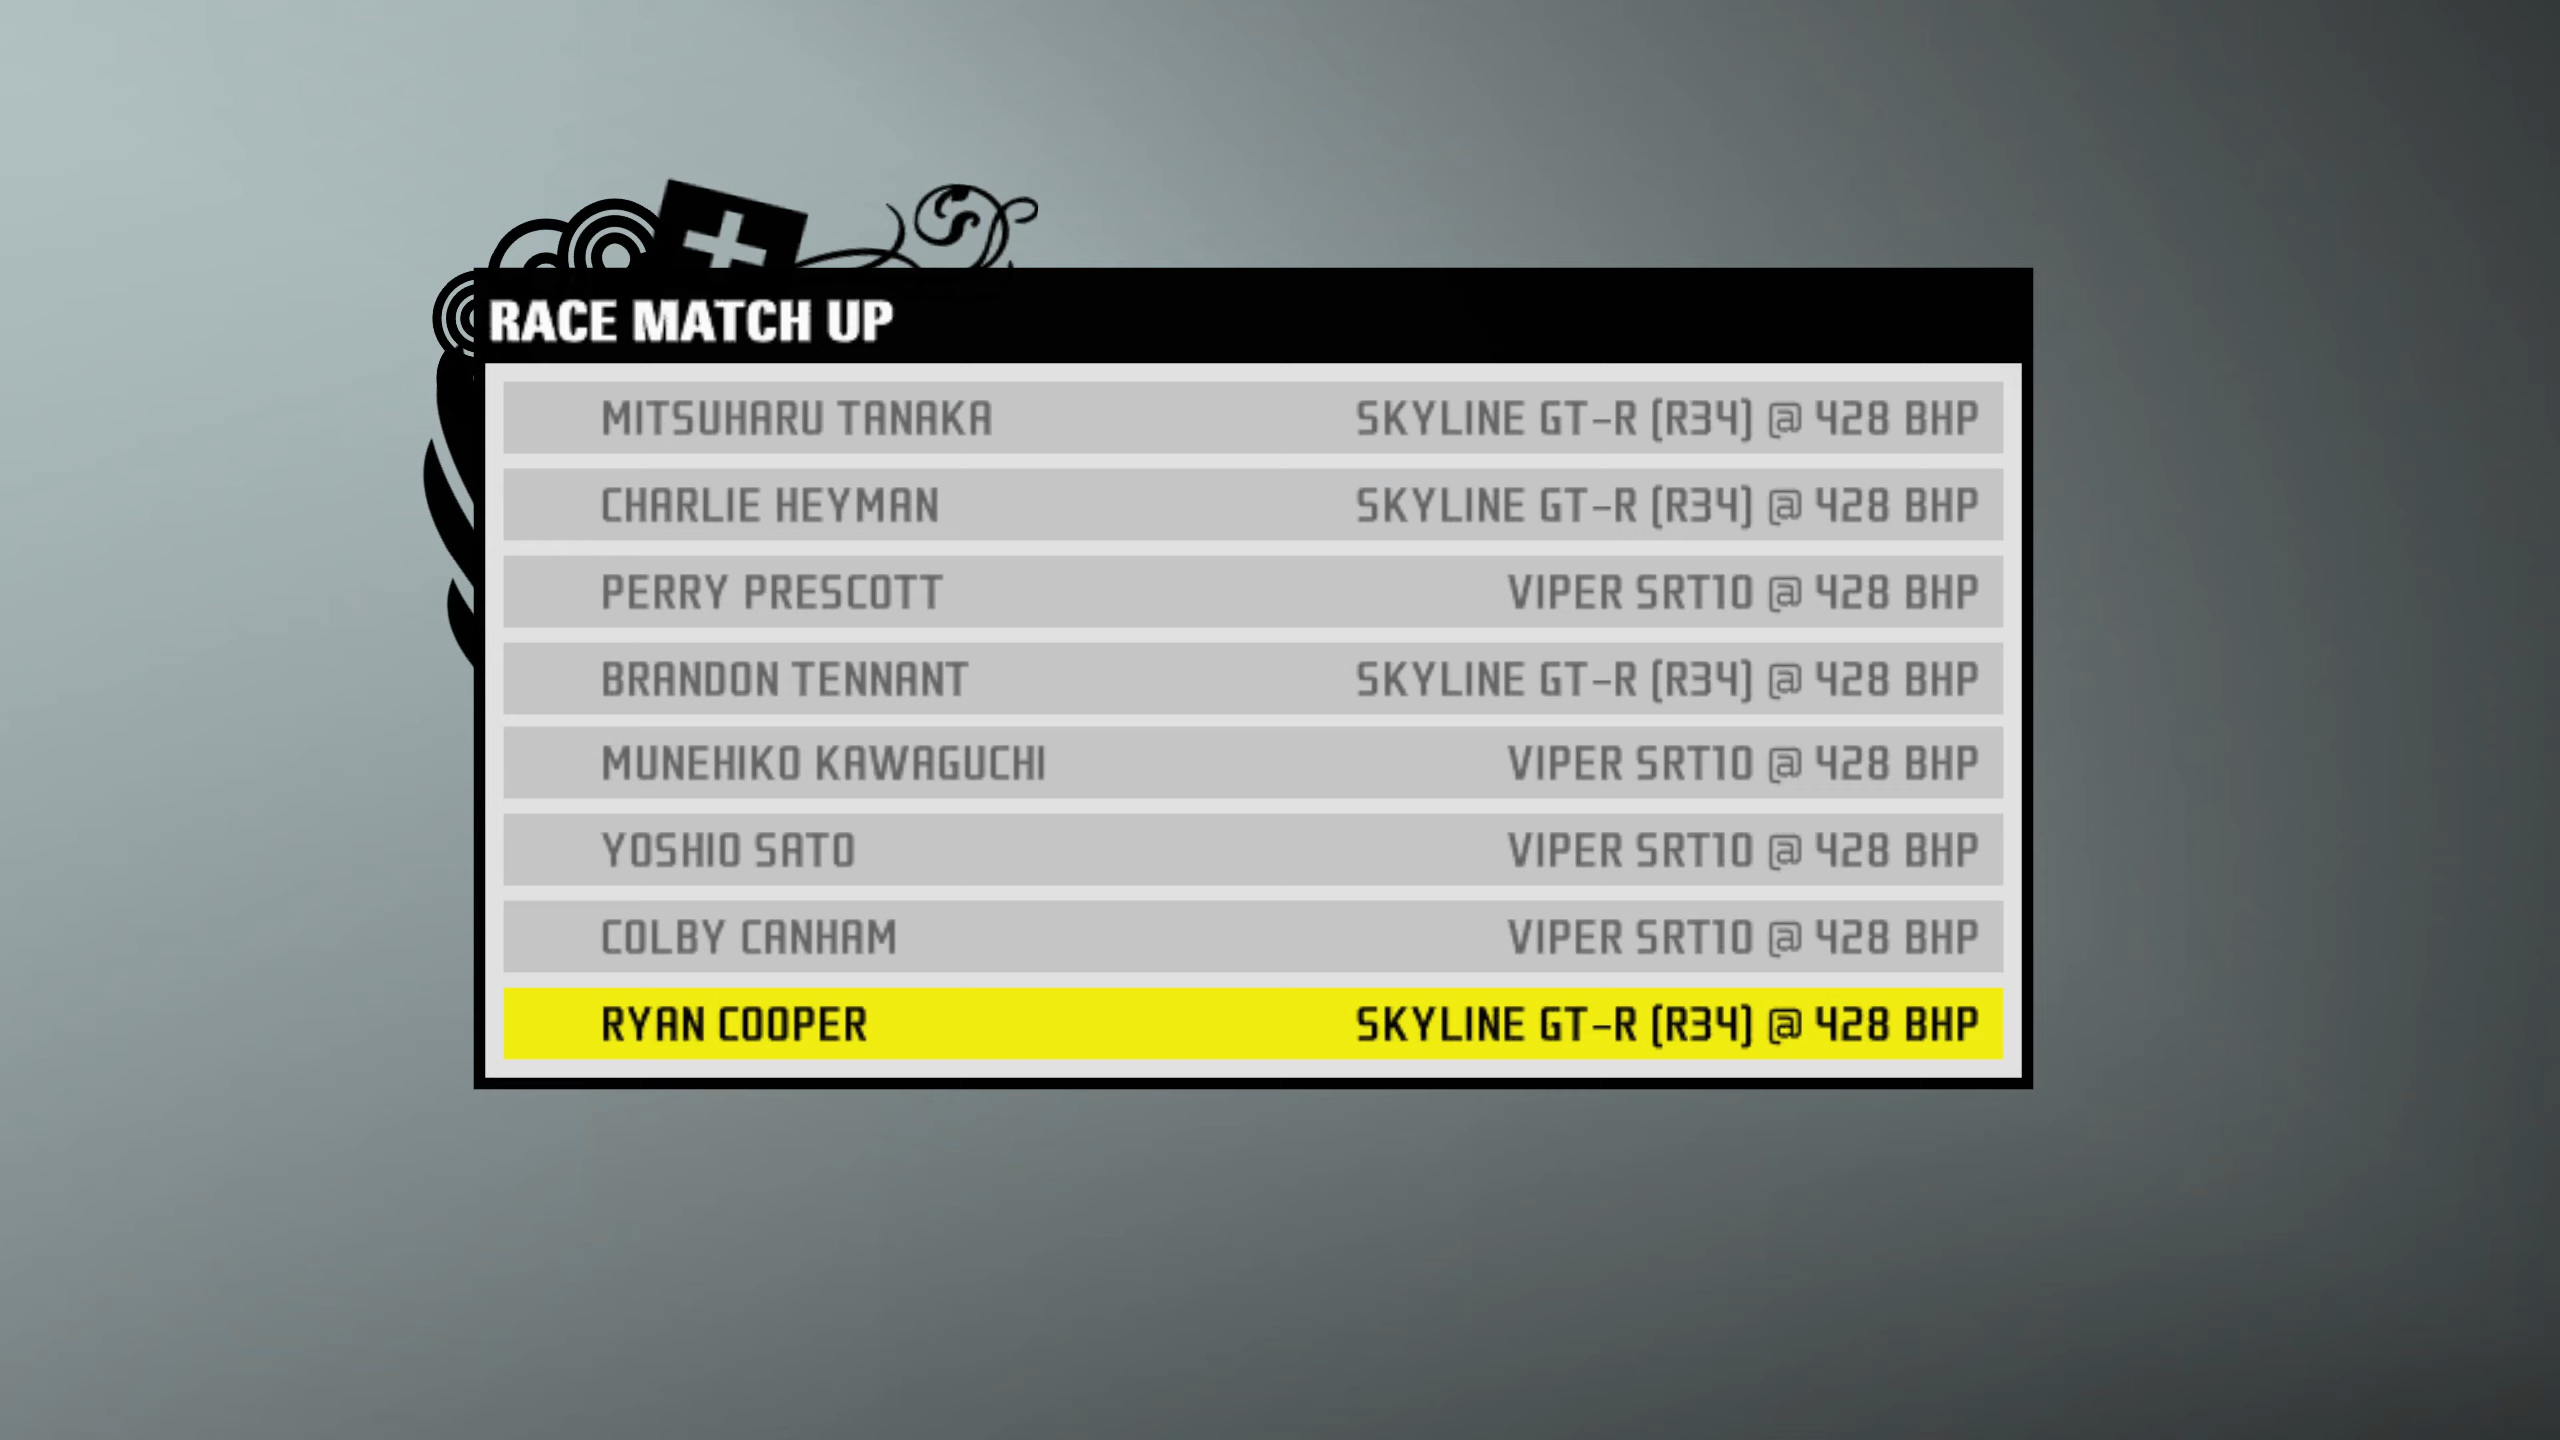 RACE MATCH UP
MITSUHARU TANAKA SKYLINE GT-R (R34) @ 428 BHP
CHARLIE HEYMAN SKYLINE GT-R (R34) @ 428 BHP
PERRY PRESCOTT VIPER SRT10 @ 428 BHP
BRANDON TENNANT SKYLINE GT-R (R34) @ 428 BHP
MUNEHIKO KAWAGUCHI VIPER SRT10 @ 428 BHP
YOSHIO SATO VIPER SRT10 @ 428 BHP
COLBY CANHAM VIPER SRT10 @ 428 BHP
RYAN COOPER SKYLINE GT-R (R34) @ 428 BHP